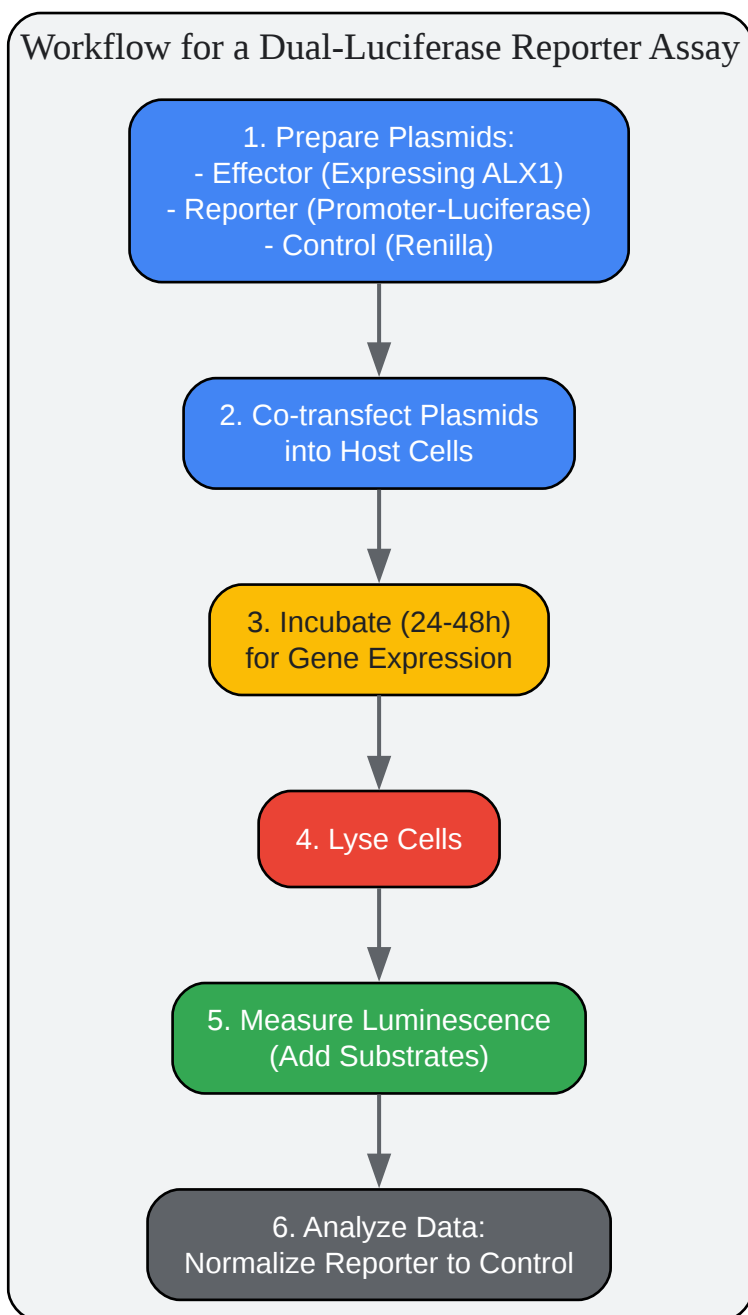 Workflow for a Dual-Luciferase Reporter Assay
1. Prepare Plasmids:
- Effector (Expressing ALX1)
- Reporter (Promoter-Luciferase)
- Control (Renilla)
2. Co-transfect Plasmids
into Host Cells
3. Incubate (24-48h)
for Gene Expression
4. Lyse Cells
5. Measure Luminescence
(Add Substrates)
6. Analyze Data:
Normalize Reporter to Control